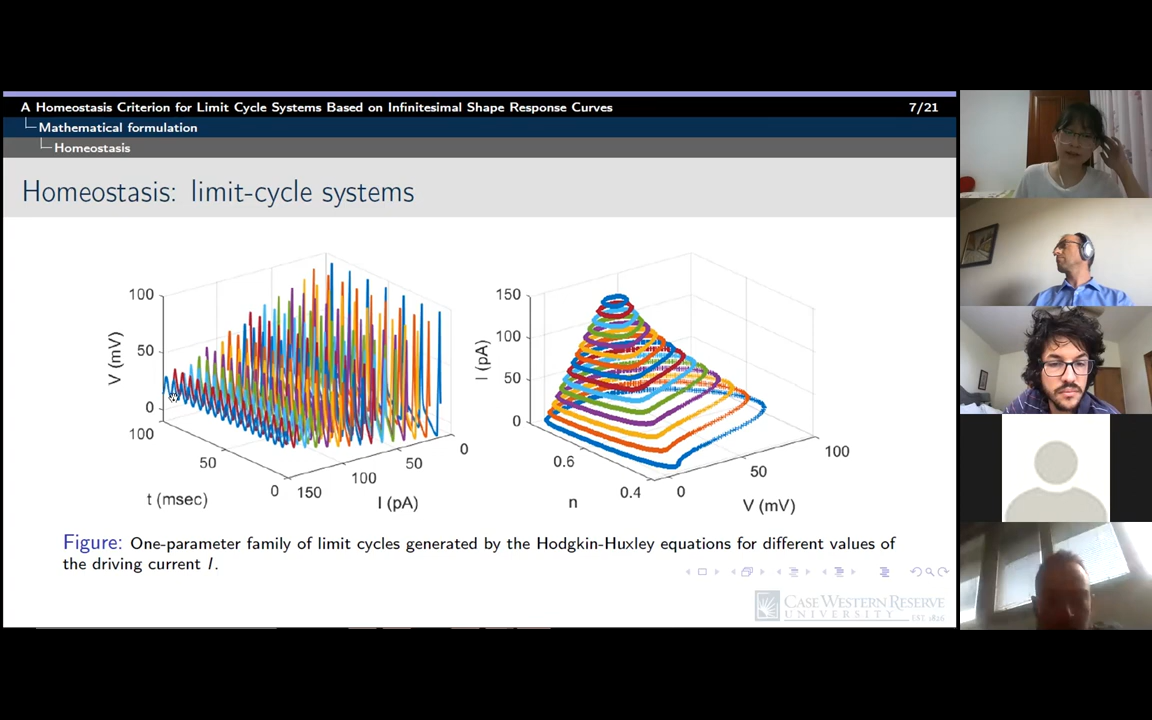 A Homeostasis Criterion for Limit Cycle Systems Based on Infinitesimal Shape Response Curves 7/21
Mathematical formulation
Homeostasis
Homeostasis: limit-cycle systems
100
50
0
V (mV)
100
50
0
t (msec)
150
100
50
0
I (pA)
150
100
50
0
I (pA)
0.6
0.4
n
0
50
100
V (mV)
Figure: One-parameter family of limit cycles generated by the Hodgkin-Huxley equations for different values of
the driving current I.
CASE WESTERN RESERVE
UNIVERSITY EST. 1826